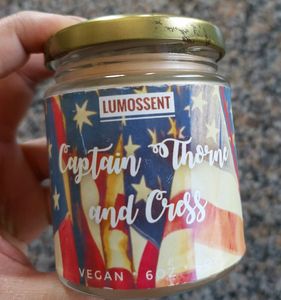 LUMOSSENT
Captain Thorne
and Cress
VEGAN · 6OZ